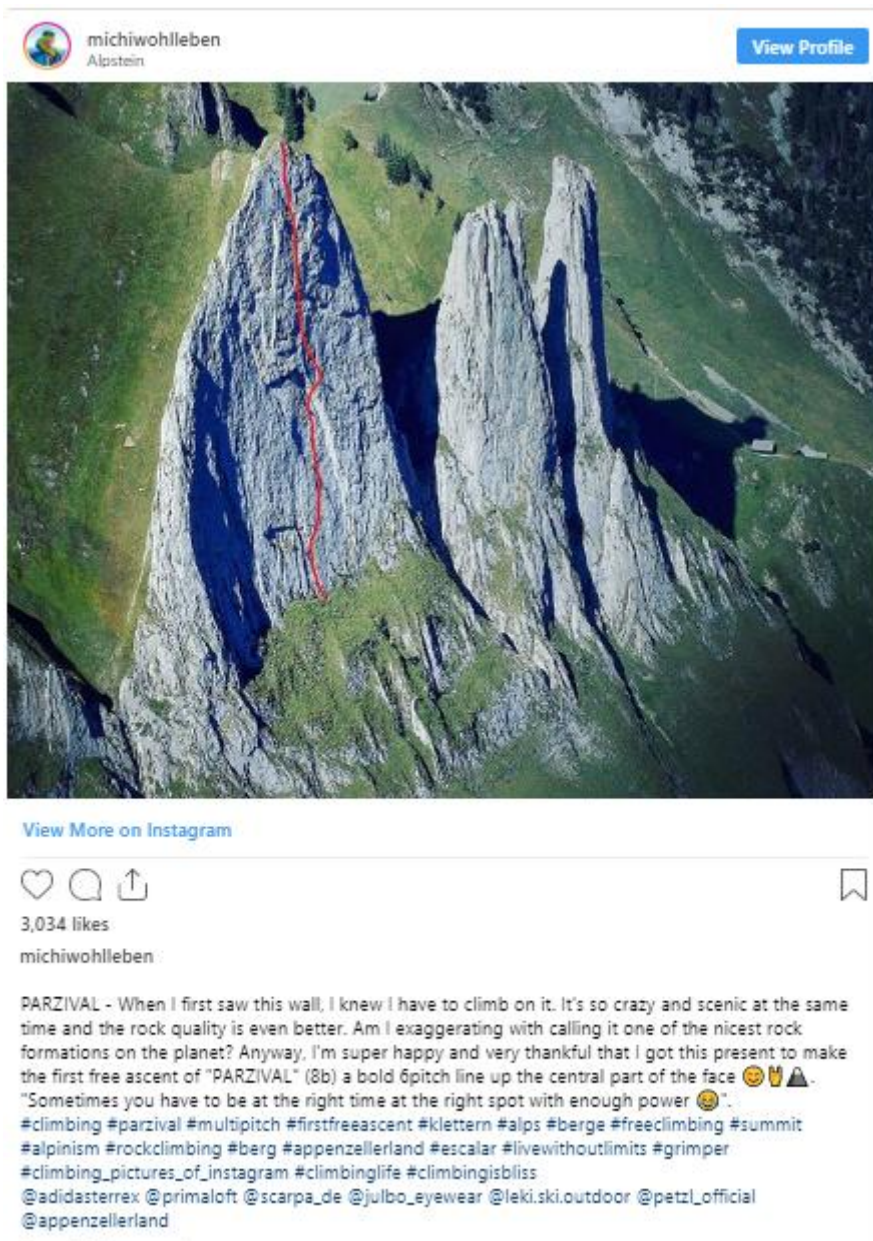 michiwohlleben
Alpstein
View Profile
View More on Instagram
3,034 likes
michiwohlleben
PARZIVAL - When I first saw this wall, I knew I have to climb on it. It's so crazy and scenic at the same
time and the rock quality is even better. Am I exaggerating with calling it one of the nicest rock
formations on the planet? Anyway, I'm super happy and very thankful that I got this present to make
the first free ascent of "PARZIVAL" (8b) a bold 6pitch line up the central part of the face 😊🤘🏔.
"Sometimes you have to be at the right time at the right spot with enough power 😂".
#climbing #parzival #multipitch #firstfreeascent #klettern #alps #berge #freeclimbing #summit
#alpinism #rockclimbing #berg #appenzellerland #escalar #livewithoutlimits #grimper
#climbing_pictures_of_instagram #climbinglife #climbingisbliss
@adidasterrex @primaloft @scarpa_de @julbo_eyewear @leki.ski.outdoor @petzl_official
@appenzellerland